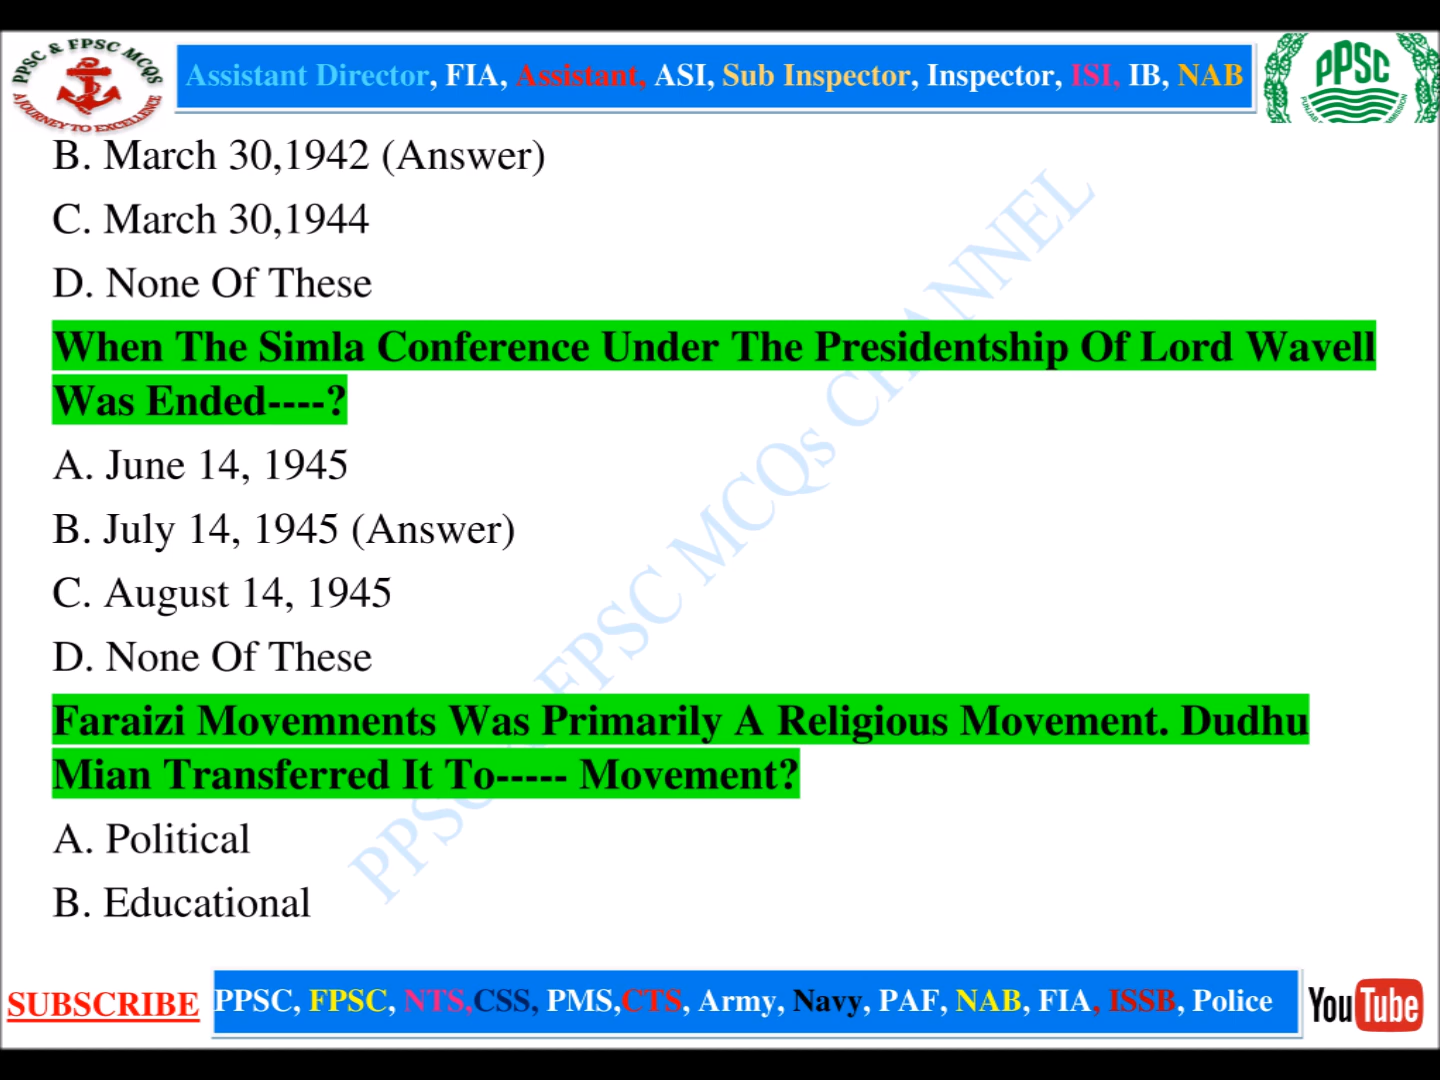 PPSC & FPSC MCQS
A JOURNEY TO EXCELLENCE
Assistant Director, FIA, Assistant, ASI, Sub Inspector, Inspector, ISI, IB, NAB
PPSC
B. March 30,1942 (Answer)
C. March 30,1944
D. None Of These
When The Simla Conference Under The Presidentship Of Lord Wavell
Was Ended----?
A. June 14, 1945
B. July 14, 1945 (Answer)
C. August 14, 1945
D. None Of These
Faraizi Movemnents Was Primarily A Religious Movement. Dudhu
Mian Transferred It To----- Movement?
A. Political
B. Educational
FPSC MCQs CHANNEL
SUBSCRIBE
PPSC, FPSC, NTS,CSS, PMS,CTS, Army, Navy, PAF, NAB, FIA, ISSB, Police
YouTube